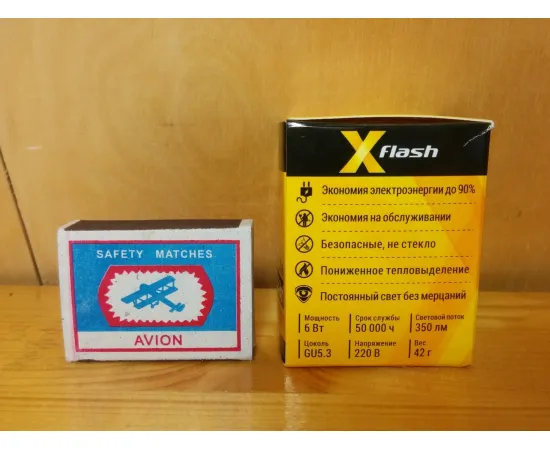 SAFETY MATCHES
AVION
X flash
Экономия электроэнергии до 90%
Экономия на обслуживании
Безопасные, не стекло
Пониженное тепловыделение
Постоянный свет без мерцаний
Мощность Срок службы Световой поток
6 Вт 50 000 ч 350 лм
Цоколь Напряжение Вес
GU5.3 220 В 42 г